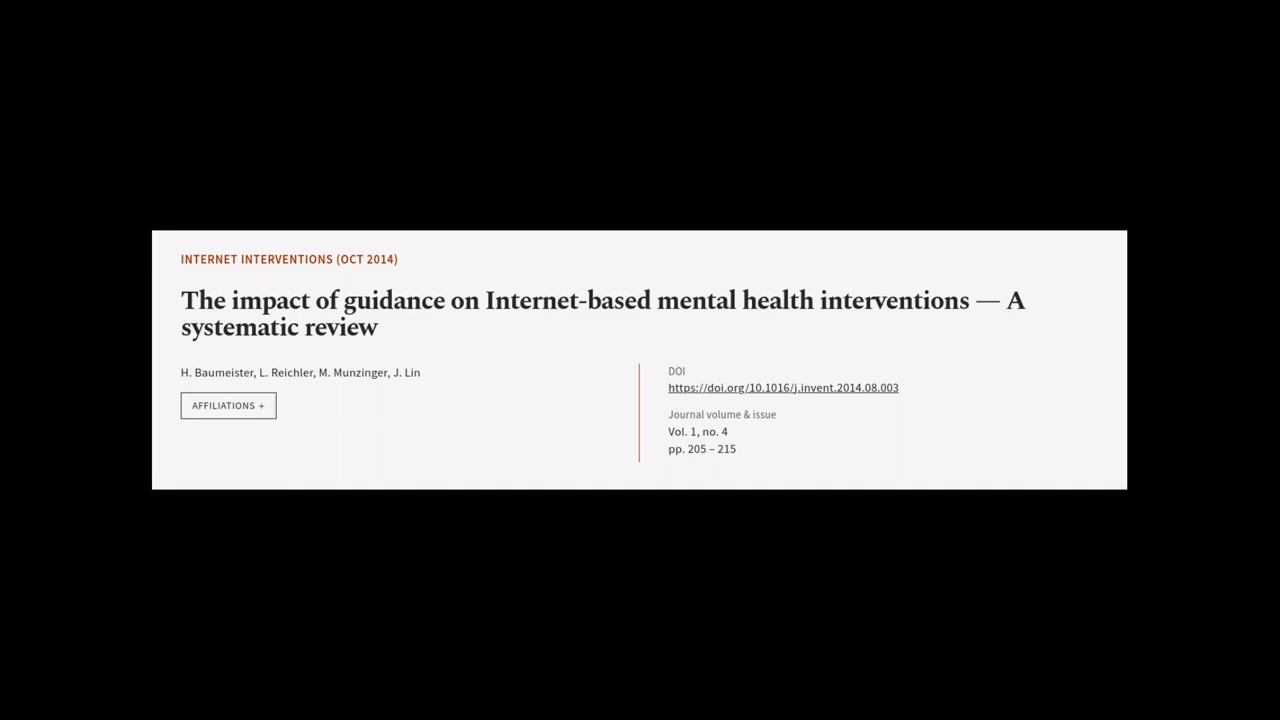 INTERNET INTERVENTIONS (OCT 2014)
The impact of guidance on Internet-based mental health interventions — A
systematic review
H. Baumeister, L. Reichler, M. Munzinger, J. Lin
AFFILIATIONS +
DOI
https://doi.org/10.1016/j.invent.2014.08.003
Journal volume & issue
Vol. 1, no. 4
pp. 205 – 215